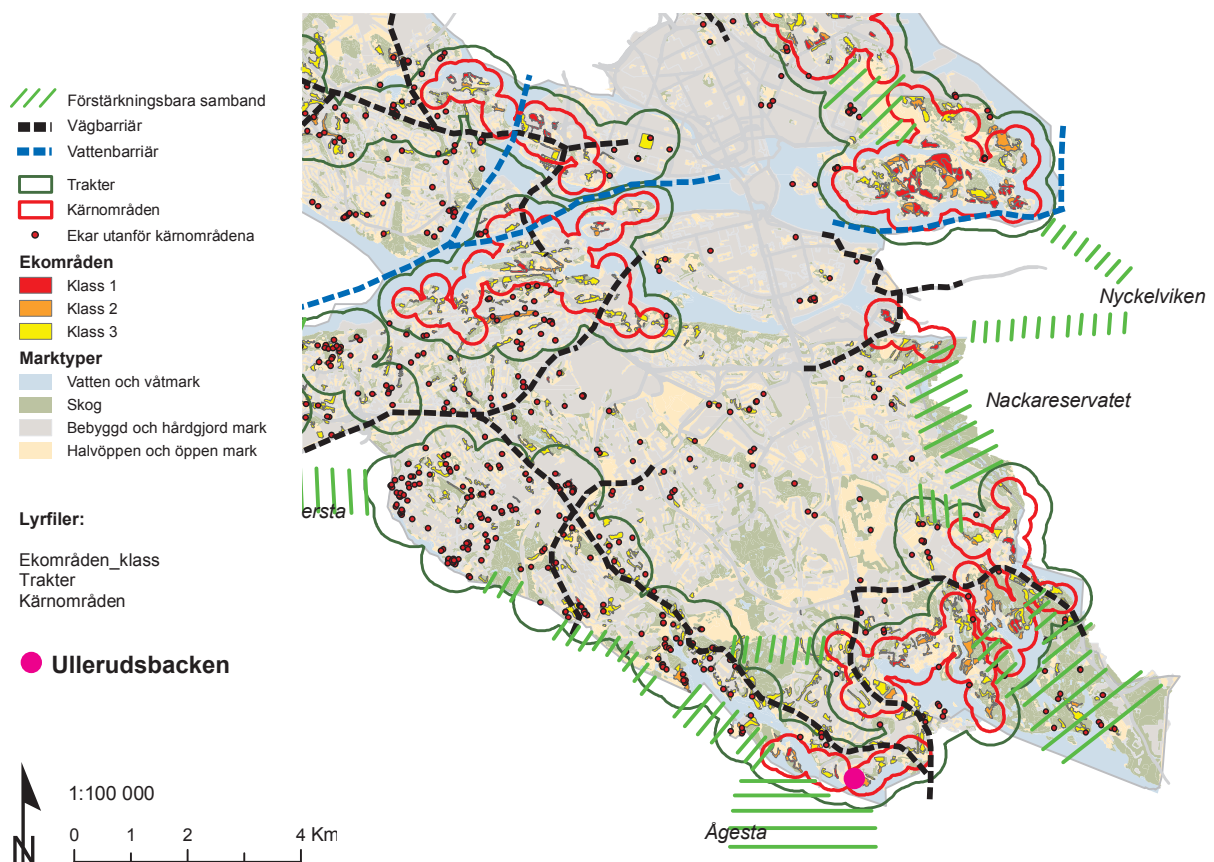 Förstärkningsbara samband
Vägbarriär
Vattenbarriär
Trakter
Kärnområden
Ekar utanför kärnområdena
Ekområden
Klass 1
Klass 2
Klass 3
Marktyper
Vatten och våtmark
Skog
Bebyggd och hårdgjord mark
Halvöppen och öppen mark
Lyrfiler:
Ekområden_klass
Trakter
Kärnområden
Ullerudsbacken
N
1:100 000
0 1 2 4 Km
Nyckelviken
Nackareservatet
ersta
Ågesta